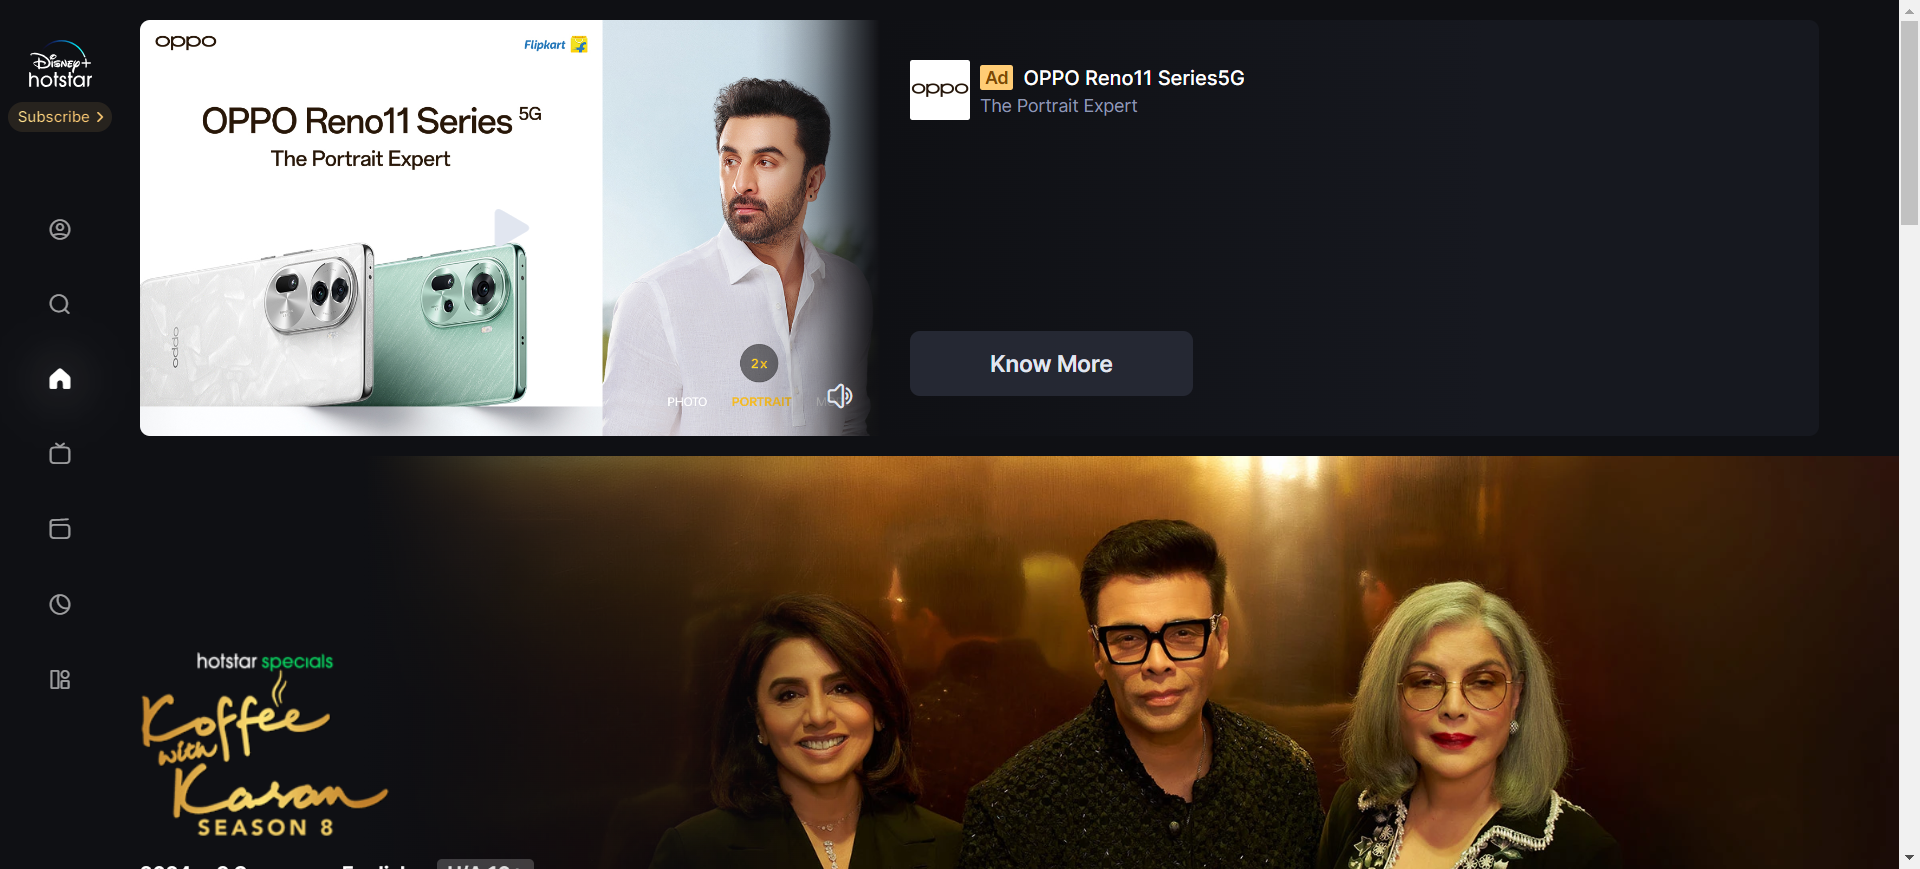 Disney+
hotstar
Subscribe
oppo
Flipkart
OPPO Reno11 Series 5G
The Portrait Expert
oppo
2x
PHOTO
PORTRAIT
oppo
Ad
OPPO Reno11 Series5G
The Portrait Expert
Know More
hotstar specials
Koffee
with
Karan
SEASON 8